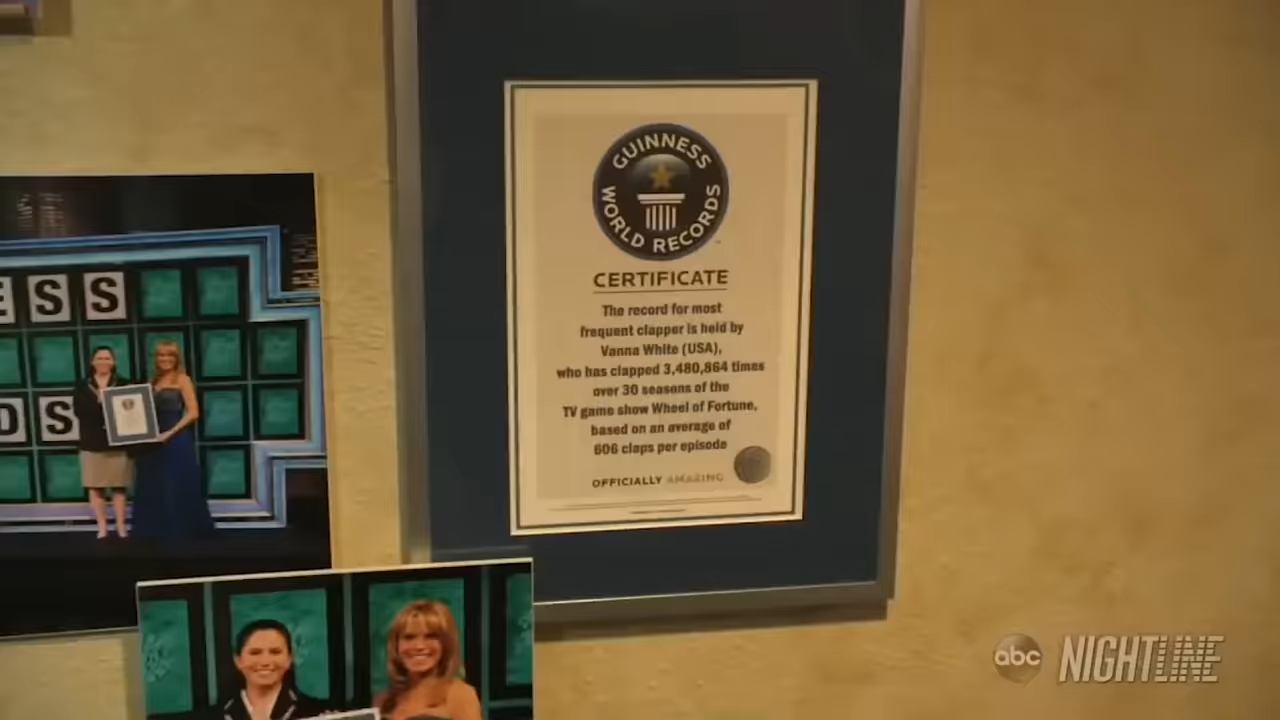 GUINNESS
WORLD RECORDS
CERTIFICATE
The record for most
frequent clapper is held by
Vanna White (USA),
who has clapped 3,480,864 times
over 30 seasons of the
TV game show Wheel of Fortune,
based on an average of
606 claps per episode
OFFICIALLY AMAZING
ESS
DS
abc NIGHTLINE